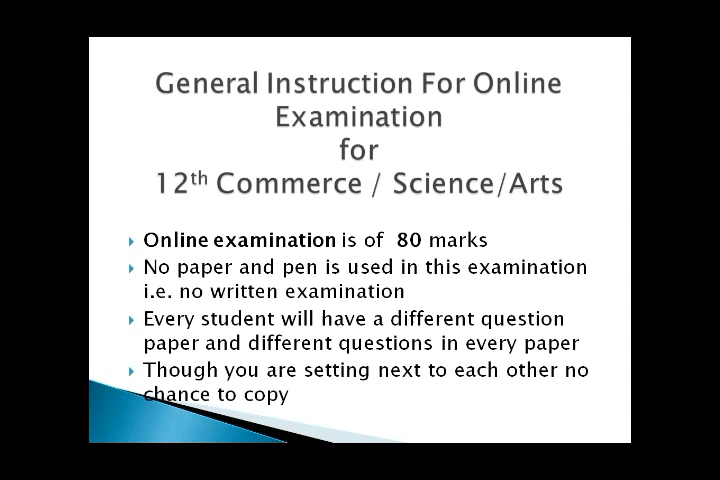 General Instruction For Online
Examination
for
12th Commerce / Science/Arts
Online examination is of 80 marks
No paper and pen is used in this examination
i.e. no written examination
Every student will have a different question
paper and different questions in every paper
Though you are setting next to each other no
chance to copy